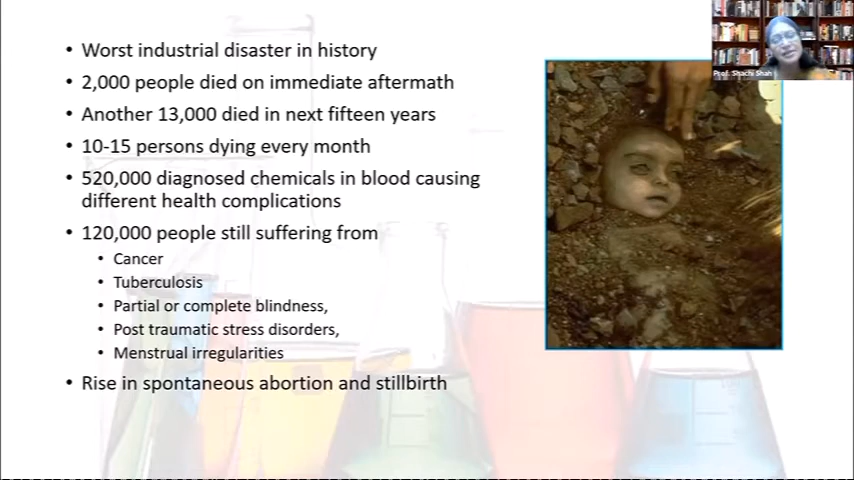 • Worst industrial disaster in history
• 2,000 people died on immediate aftermath
• Another 13,000 died in next fifteen years
• 10-15 persons dying every month
• 520,000 diagnosed chemicals in blood causing
different health complications
• 120,000 people still suffering from
• Cancer
• Tuberculosis
• Partial or complete blindness,
• Post traumatic stress disorders,
• Menstrual irregularities
• Rise in spontaneous abortion and stillbirth
Prof. Shachi Shah